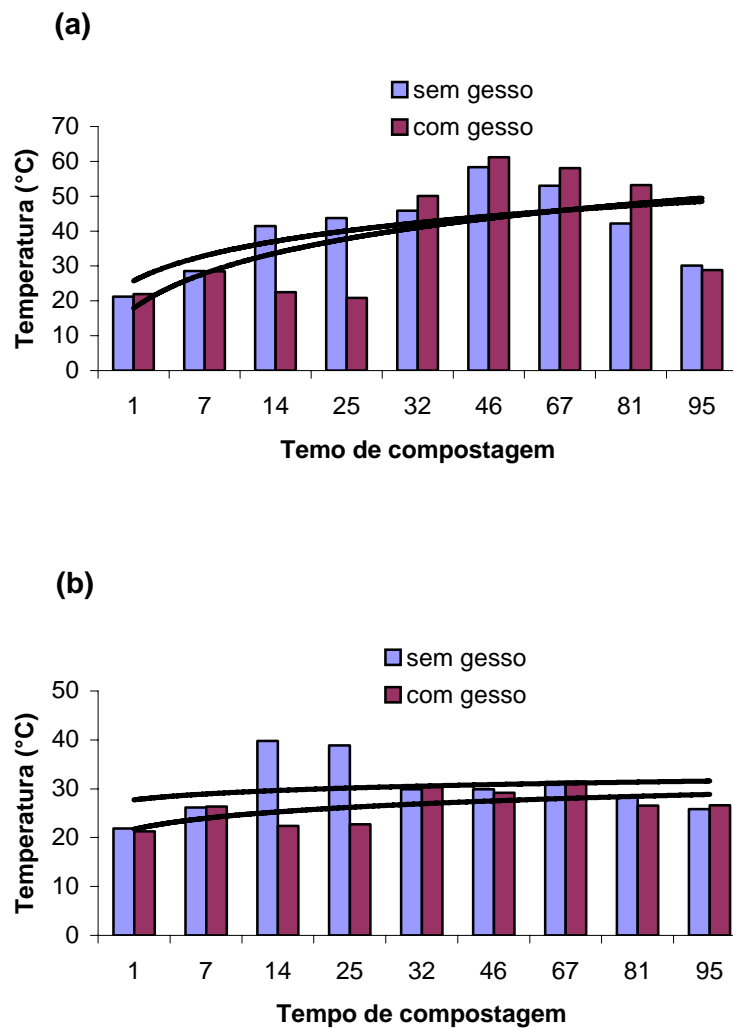 (a)
sem gesso
com gesso
70
60
50
40
30
20
10
0
Temperatura (°C)
1 7 14 25 32 46 67 81 95
Temo de compostagem
(b)
sem gesso
com gesso
50
40
30
20
10
0
Temperatura (°C)
1 7 14 25 32 46 67 81 95
Tempo de compostagem